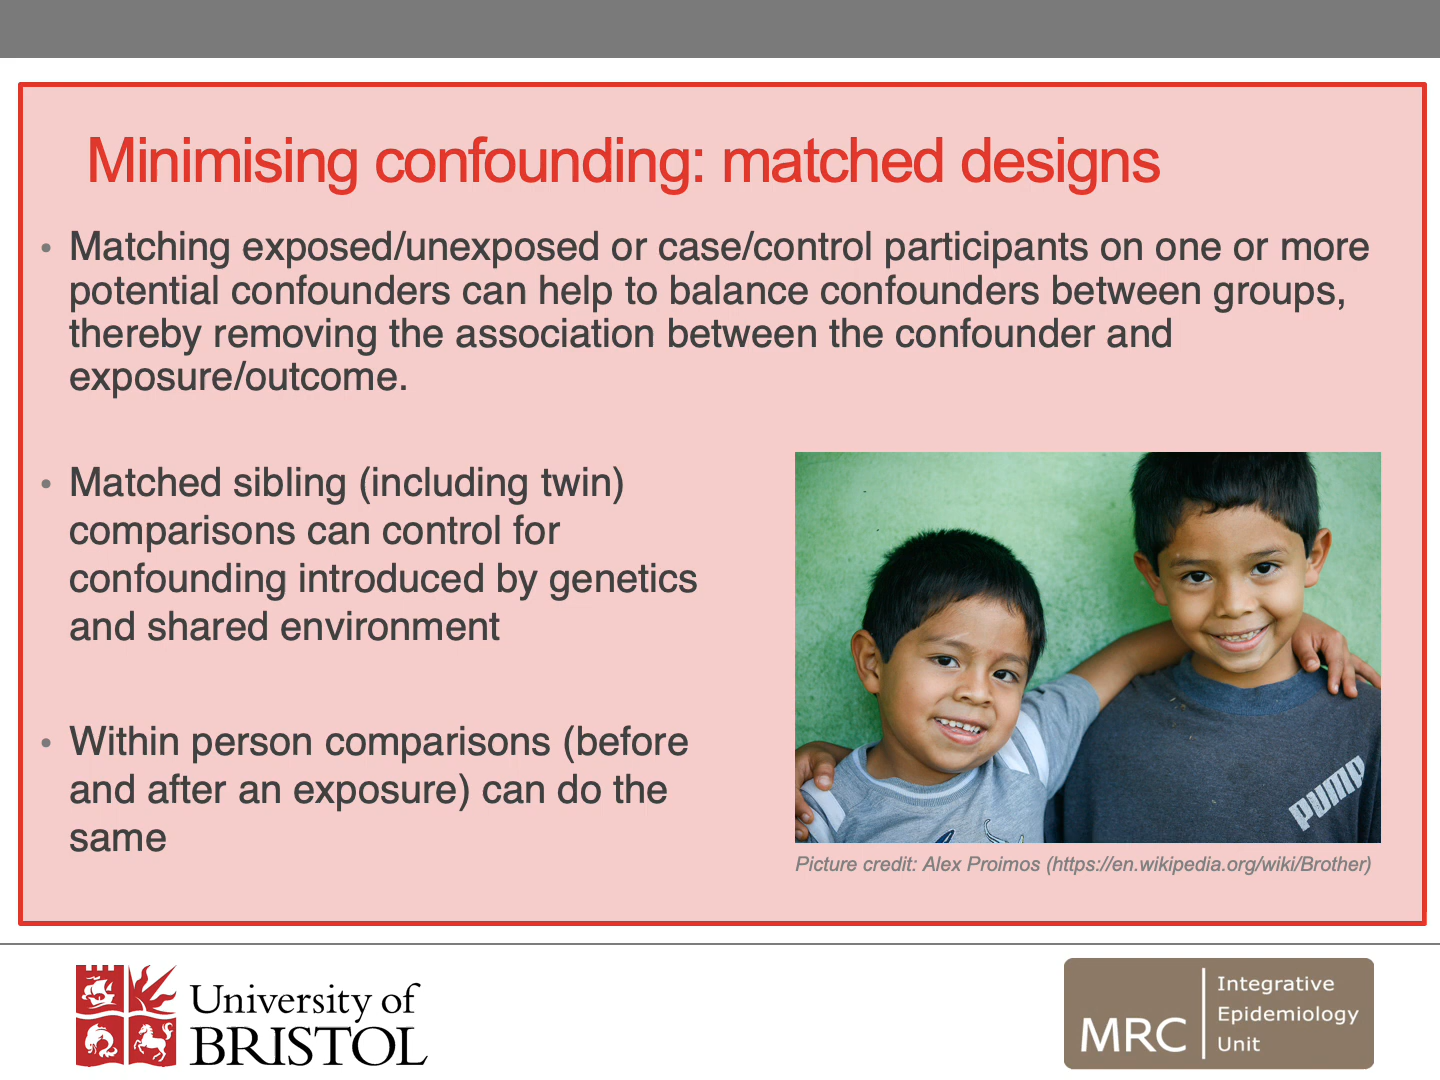 Minimising confounding: matched designs
• Matching exposed/unexposed or case/control participants on one or more
potential confounders can help to balance confounders between groups,
thereby removing the association between the confounder and
exposure/outcome.
• Matched sibling (including twin)
comparisons can control for
confounding introduced by genetics
and shared environment
• Within person comparisons (before
and after an exposure) can do the
same
PUMP
Picture credit: Alex Proimos (https://en.wikipedia.org/wiki/Brother)
University of
BRISTOL
MRC
Integrative
Epidemiology
Unit